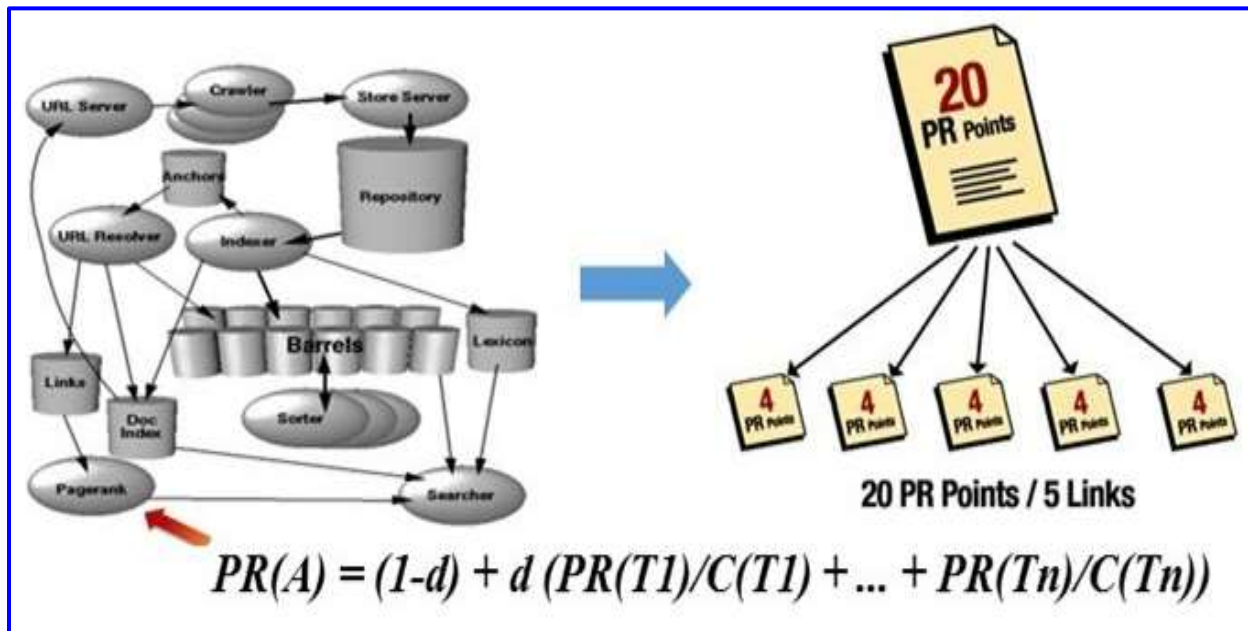 URL Server
Crawler
Store Server
Anchors
Repository
URL Resolver
Indexer
Barrels
Lexicon
Links
Doc
Index
Sorter
Pagerank
Searcher
20
PR Points
4
PR Points
4
PR Points
4
PR Points
4
PR Points
4
PR Points
20 PR Points / 5 Links
PR(A) = (1-d) + d (PR(T1)/C(T1) + ... + PR(Tn)/C(Tn))